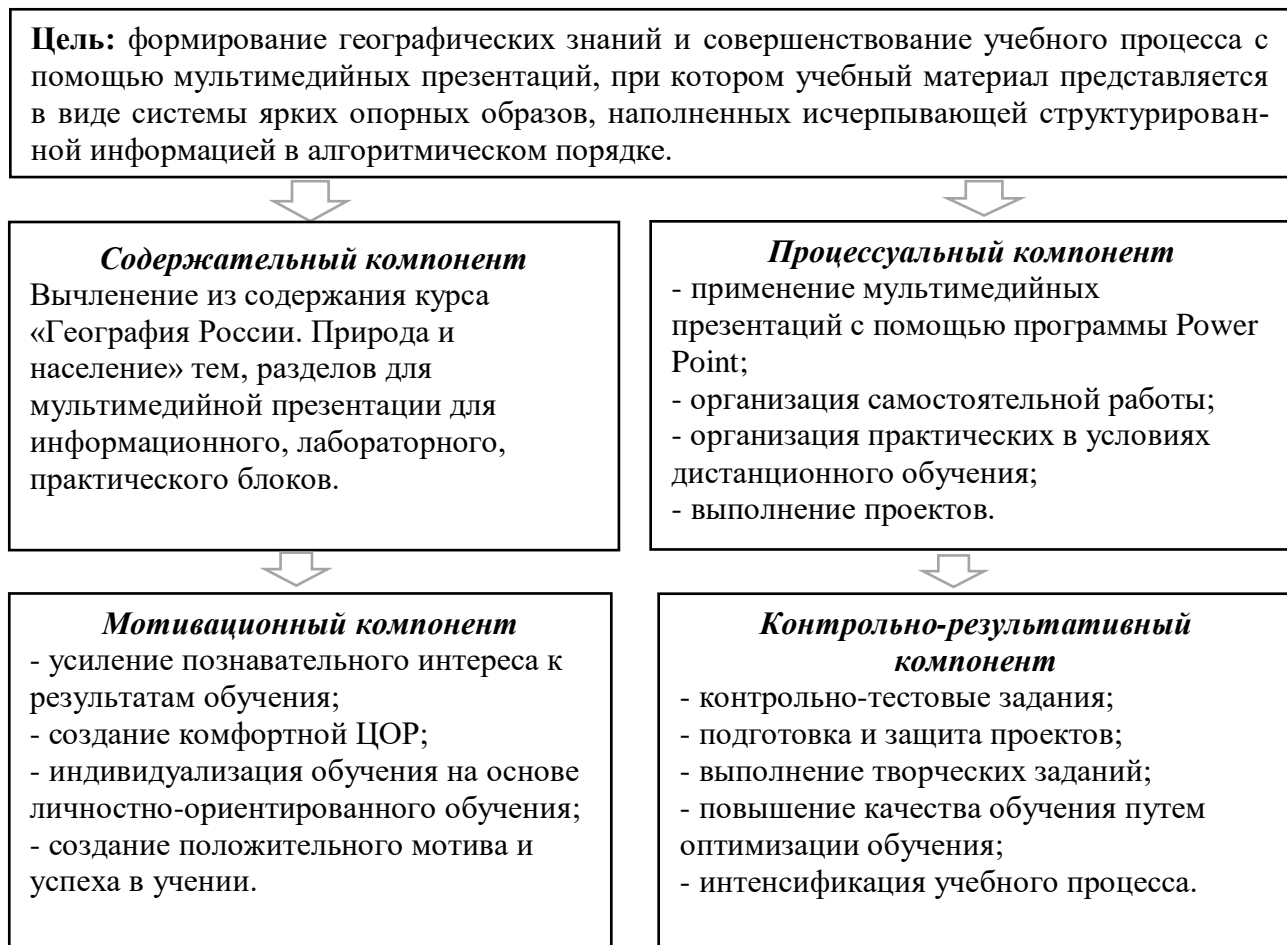 Цель: формирование географических знаний и совершенствование учебного процесса с
помощью мультимедийных презентаций, при котором учебный материал представляется
в виде системы ярких опорных образов, наполненных исчерпывающей структурирован-
ной информацией в алгоритмическом порядке.
Содержательный компонент
Вычленение из содержания курса
«География России. Природа и
население» тем, разделов для
мультимедийной презентации для
информационного, лабораторного,
практического блоков.
Процессуальный компонент
- применение мультимедийных
презентаций с помощью программы Power
Point;
- организация самостоятельной работы;
- организация практических в условиях
дистанционного обучения;
- выполнение проектов.
Мотивационный компонент
- усиление познавательного интереса к
результатам обучения;
- создание комфортной ЦОР;
- индивидуализация обучения на основе
личностно-ориентированного обучения;
- создание положительного мотива и
успеха в учении.
Контрольно-результативный
компонент
- контрольно-тестовые задания;
- подготовка и защита проектов;
- выполнение творческих заданий;
- повышение качества обучения путем
оптимизации обучения;
- интенсификация учебного процесса.